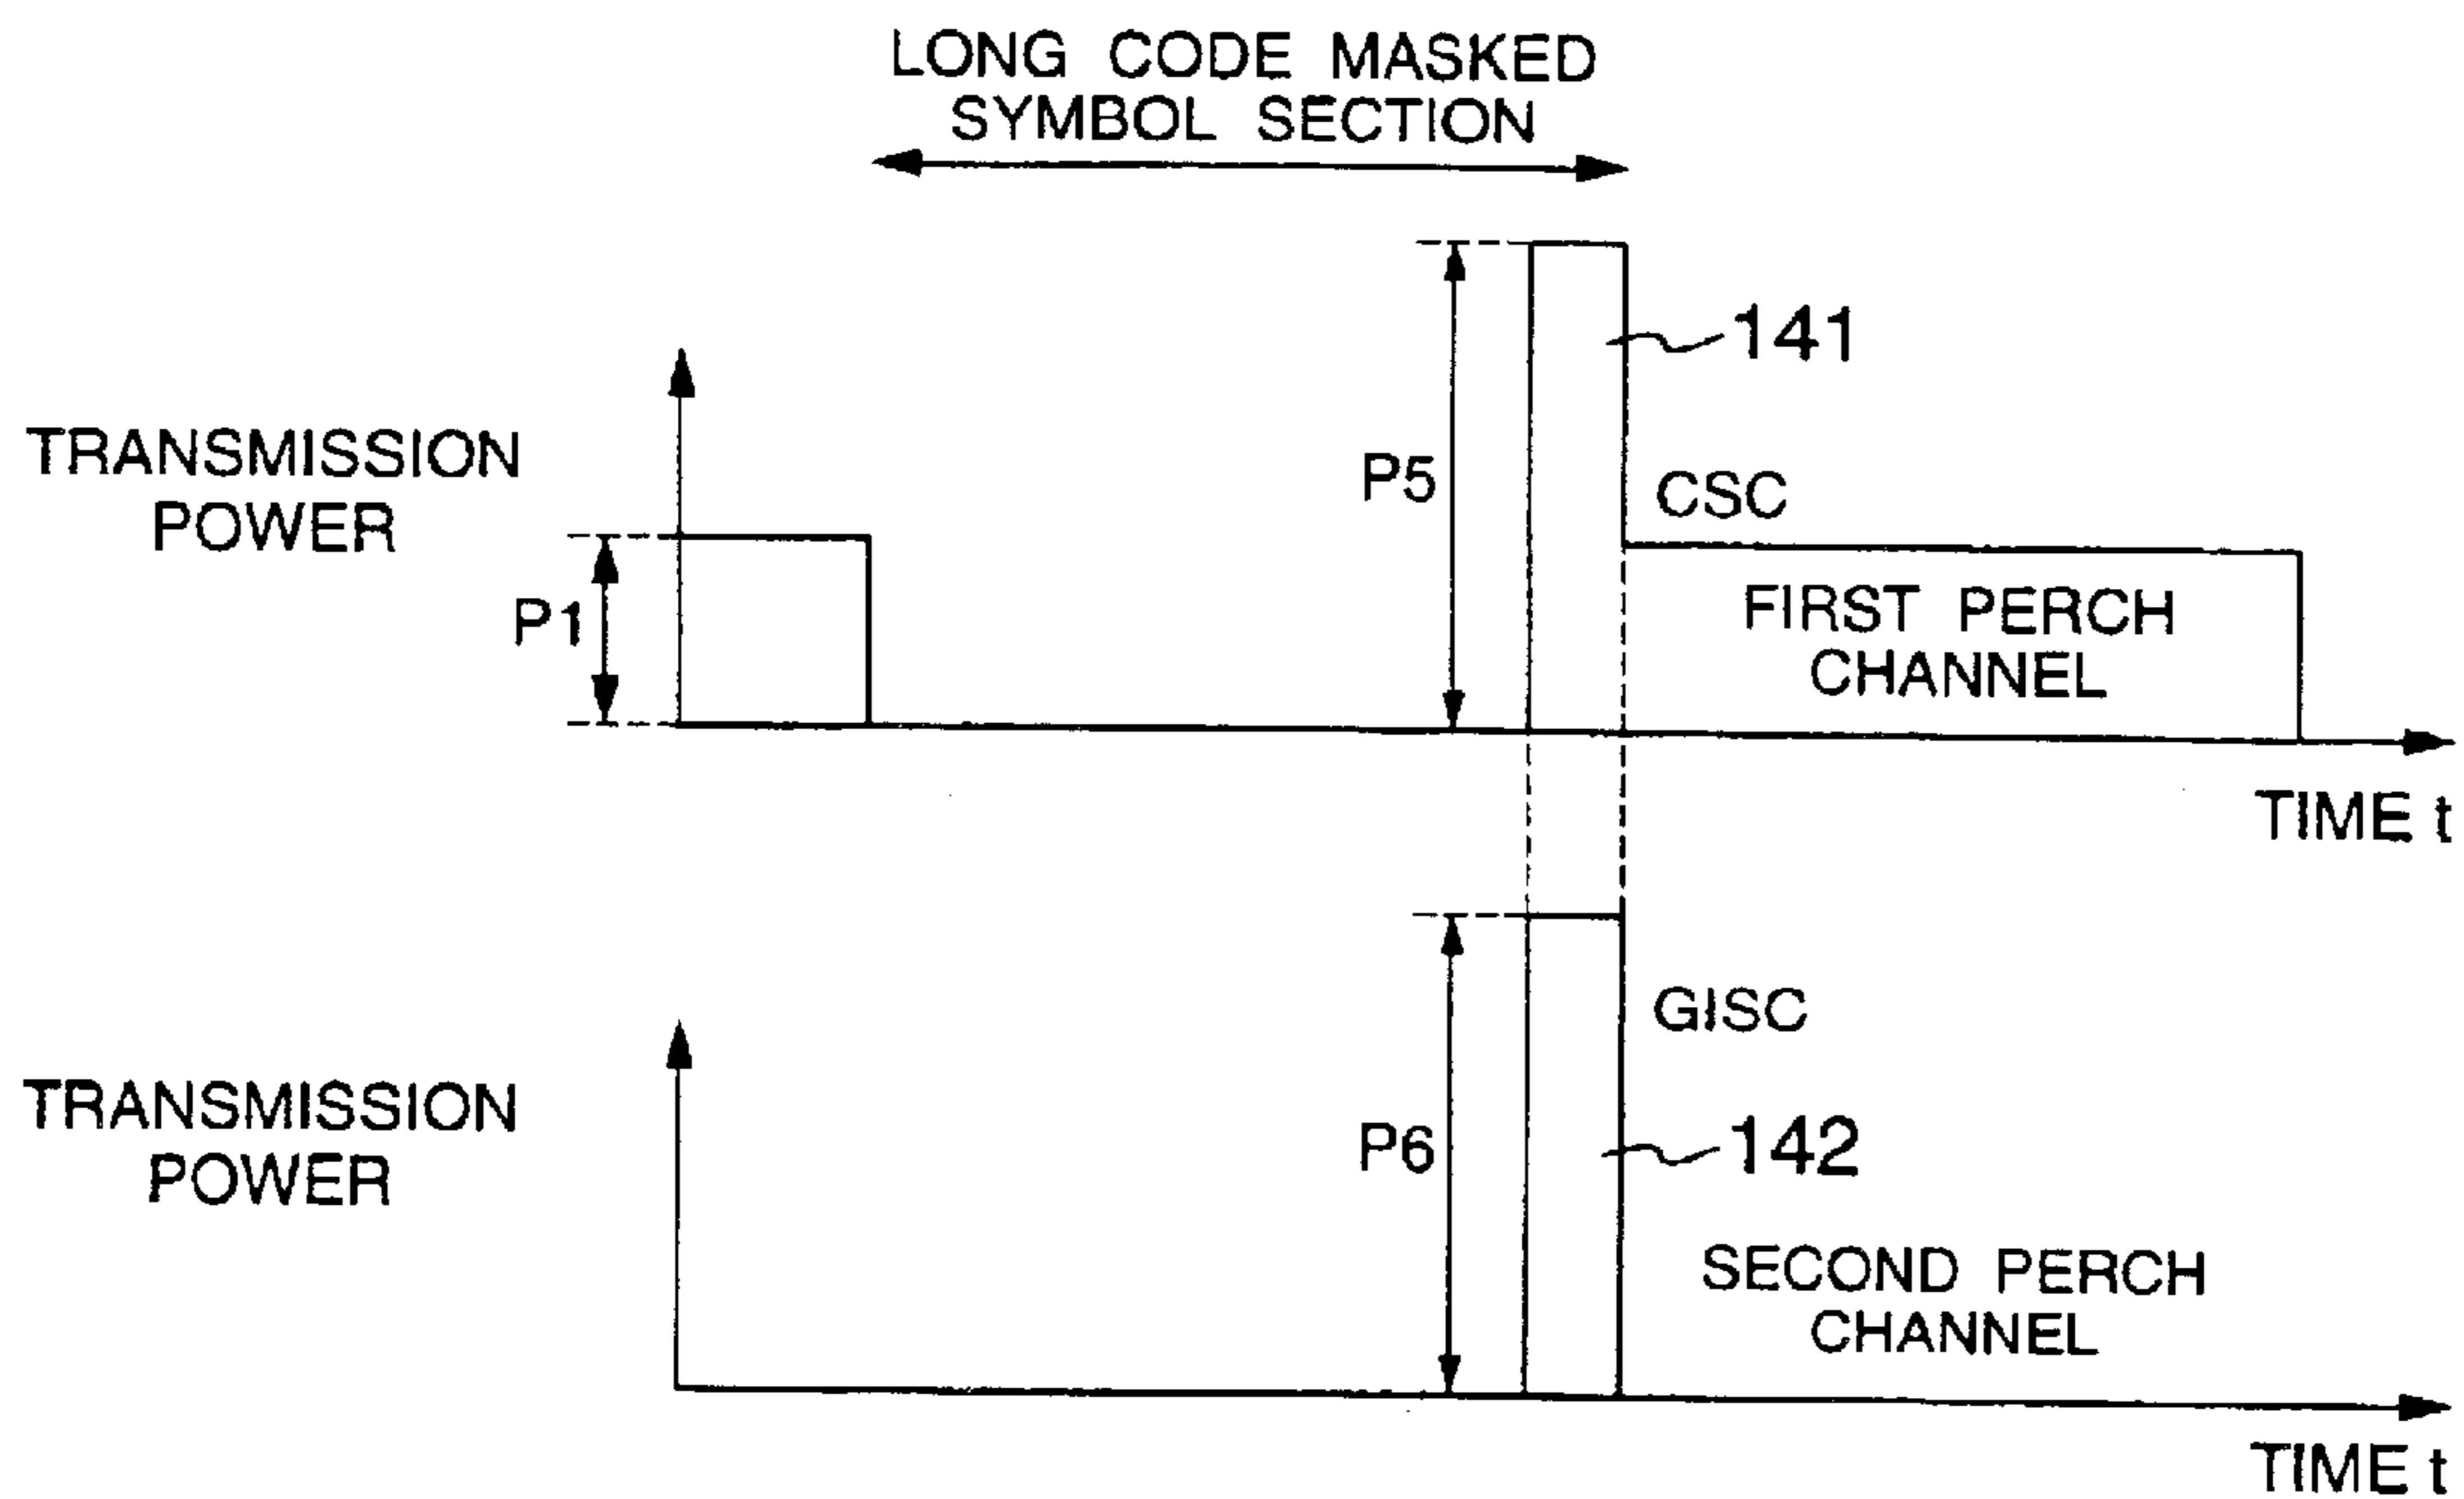 LONG CODE MASKED
SYMBOL SECTION
141
TRANSMISSION
POWER
P5
CSC
P1
FIRST PERCH
CHANNEL
TIME t
GISC
TRANSMISSION
POWER
P6
142
SECOND PERCH
CHANNEL
TIME t